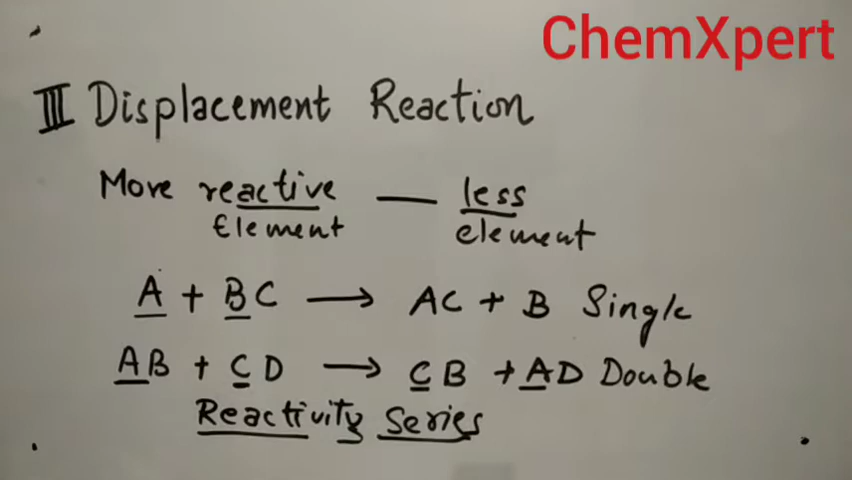 ChemXpert
III Displacement Reaction
More reactive — less
Element element
A + BC → AC + B Single
AB + CD → CB + AD Double
Reactivity Series